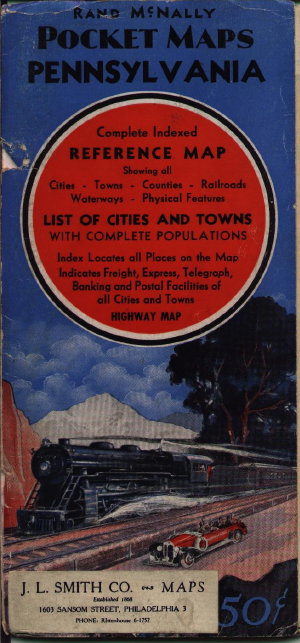 RAND McNALLY
POCKET MAPS
PENNSYLVANIA
Complete Indexed
REFERENCE MAP
Showing all
Cities - Towns - Counties - Railroads
Waterways - Physical Features
LIST OF CITIES AND TOWNS
WITH COMPLETE POPULATIONS
Index Locates all Places on the Map
Indicates Freight, Express, Telegraph,
Banking and Postal Facilities of
all Cities and Towns
HIGHWAY MAP
J. L. SMITH CO. MAPS
Established 1868
1603 SANSOM STREET, PHILADELPHIA 3
PHONE: RIttenhouse 6-1757
50¢